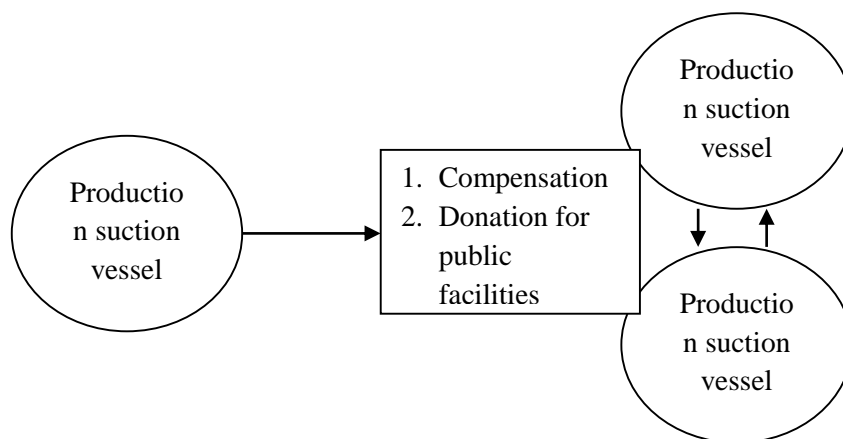 Productio
n suction
vessel
1. Compensation
2. Donation for
public
facilities
Productio
n suction
vessel
Productio
n suction
vessel